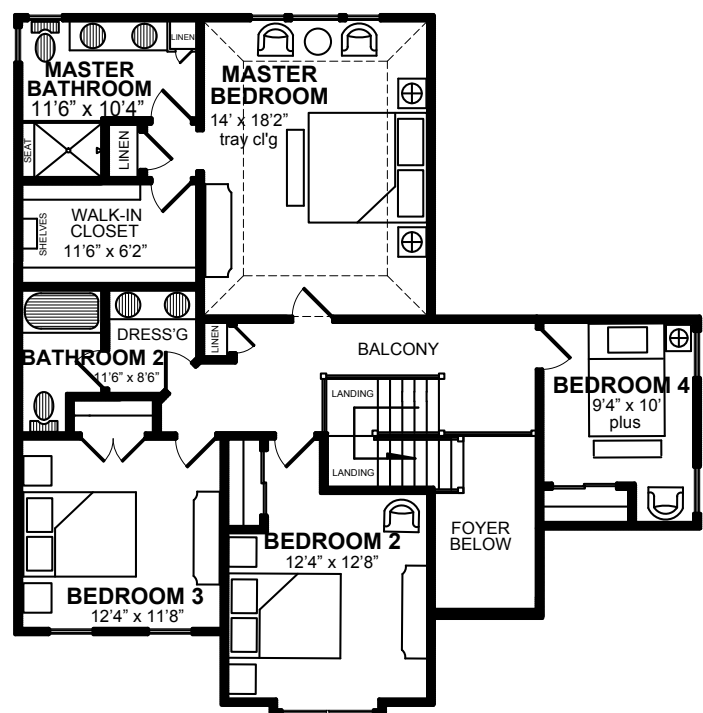 LINEN
MASTER
BATHROOM
11'6” x 10'4”
MASTER
BEDROOM
14' x 18'2”
tray cl'g
SEAT
LINEN
WALK-IN
CLOSET
11'6” x 6'2”
SHELVES
DRESS'G
LINEN
BATHROOM 2
11'6” x 8'6”
BALCONY
BEDROOM 4
9'4” x 10'
plus
LANDING
LANDING
FOYER
BELOW
BEDROOM 2
12'4” x 12'8”
BEDROOM 3
12'4” x 11'8”